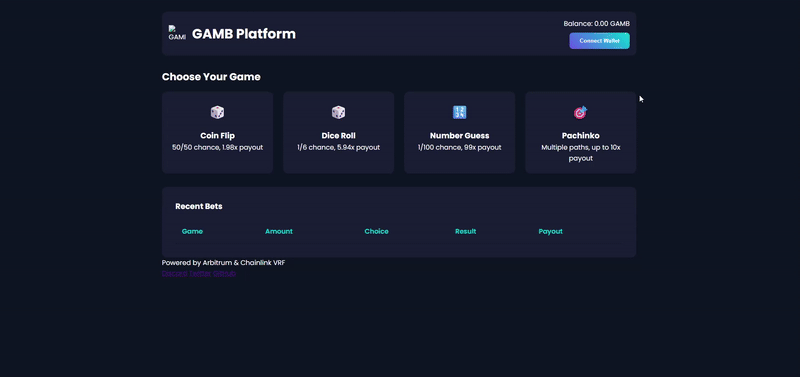 GAMI
GAMB Platform
Balance: 0.00 GAMB
Connect Wallet
Choose Your Game
Coin Flip
50/50 chance, 1.98x payout
Dice Roll
1/6 chance, 5.94x payout
Number Guess
1/100 chance, 99x payout
Pachinko
Multiple paths, up to 10x
payout
Recent Bets
Game Amount Choice Result Payout
Powered by Arbitrum & Chainlink VRF
Discord Twitter Github